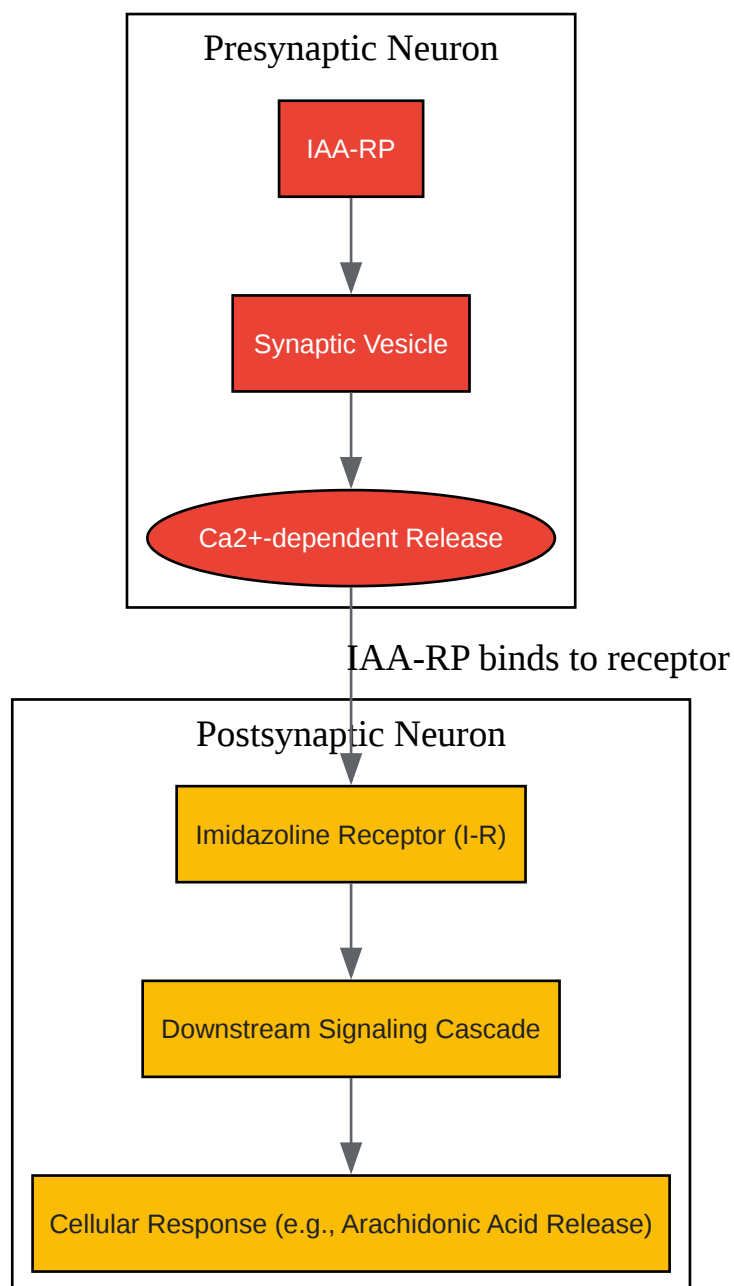 Presynaptic Neuron
IAA-RP
Synaptic Vesicle
Ca2+-dependent Release
IAA-RP binds to receptor
Postsynaptic Neuron
Imidazoline Receptor (I-R)
Downstream Signaling Cascade
Cellular Response (e.g., Arachidonic Acid Release)